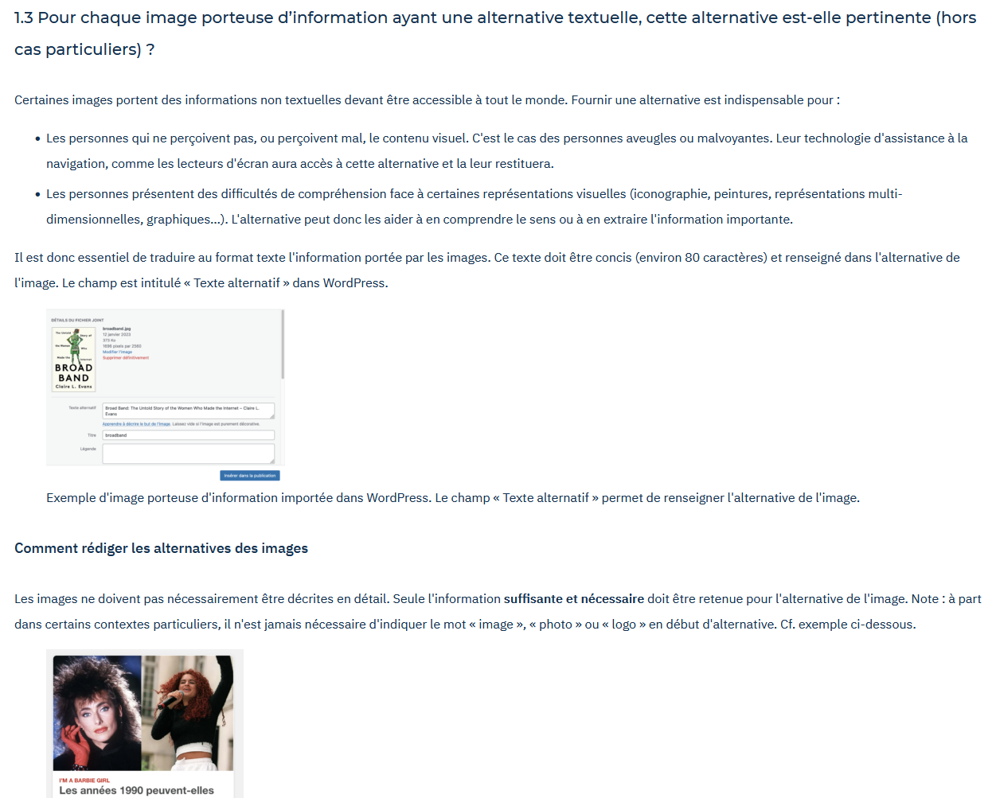 1.3 Pour chaque image porteuse d’information ayant une alternative textuelle, cette alternative est-elle pertinente (hors
cas particuliers) ?
Certaines images portent des informations non textuelles devant être accessible à tout le monde. Fournir une alternative est indispensable pour :
• Les personnes qui ne perçoivent pas, ou perçoivent mal, le contenu visuel. C'est le cas des personnes aveugles ou malvoyantes. Leur technologie d'assistance à la
navigation, comme les lecteurs d'écran aura accès à cette alternative et la leur restituera.
• Les personnes présentent des difficultés de compréhension face à certaines représentations visuelles (iconographie, peintures, représentations multi-
dimensionnelles, graphiques...). L'alternative peut donc les aider à en comprendre le sens ou à en extraire l'information importante.
Il est donc essentiel de traduire au format texte l'information portée par les images. Ce texte doit être concis (environ 80 caractères) et renseigné dans l'alternative de
l'image. Le champ est intitulé « Texte alternatif » dans WordPress.
DÉTAILS DU FICHIER JOINT
The Untold
Story of
the Women
Who
Made the
Internet
BROAD
BAND
Claire L. Evans
broadband.jpg
12 janvier 2023
373 Ko
1696 pixels par 2560
Modifier l'image
Supprimer définitivement
Texte alternatif
Broad Band: The Untold Story of the Women Who Made the Internet – Claire L.
Evans
Apprendre à décrire le but de l'image. Laissez vide si l'image est purement décorative.
Titre
broadband
Légende
Insérer dans la publication
Exemple d'image porteuse d'information importée dans WordPress. Le champ « Texte alternatif » permet de renseigner l'alternative de l'image.
Comment rédiger les alternatives des images
Les images ne doivent pas nécessairement être décrites en détail. Seule l'information suffisante et nécessaire doit être retenue pour l'alternative de l'image. Note : à part
dans certains contextes particuliers, il n'est jamais nécessaire d'indiquer le mot « image », « photo » ou « logo » en début d'alternative. Cf. exemple ci-dessous.
I'M A BARBIE GIRL
Les années 1990 peuvent-elles